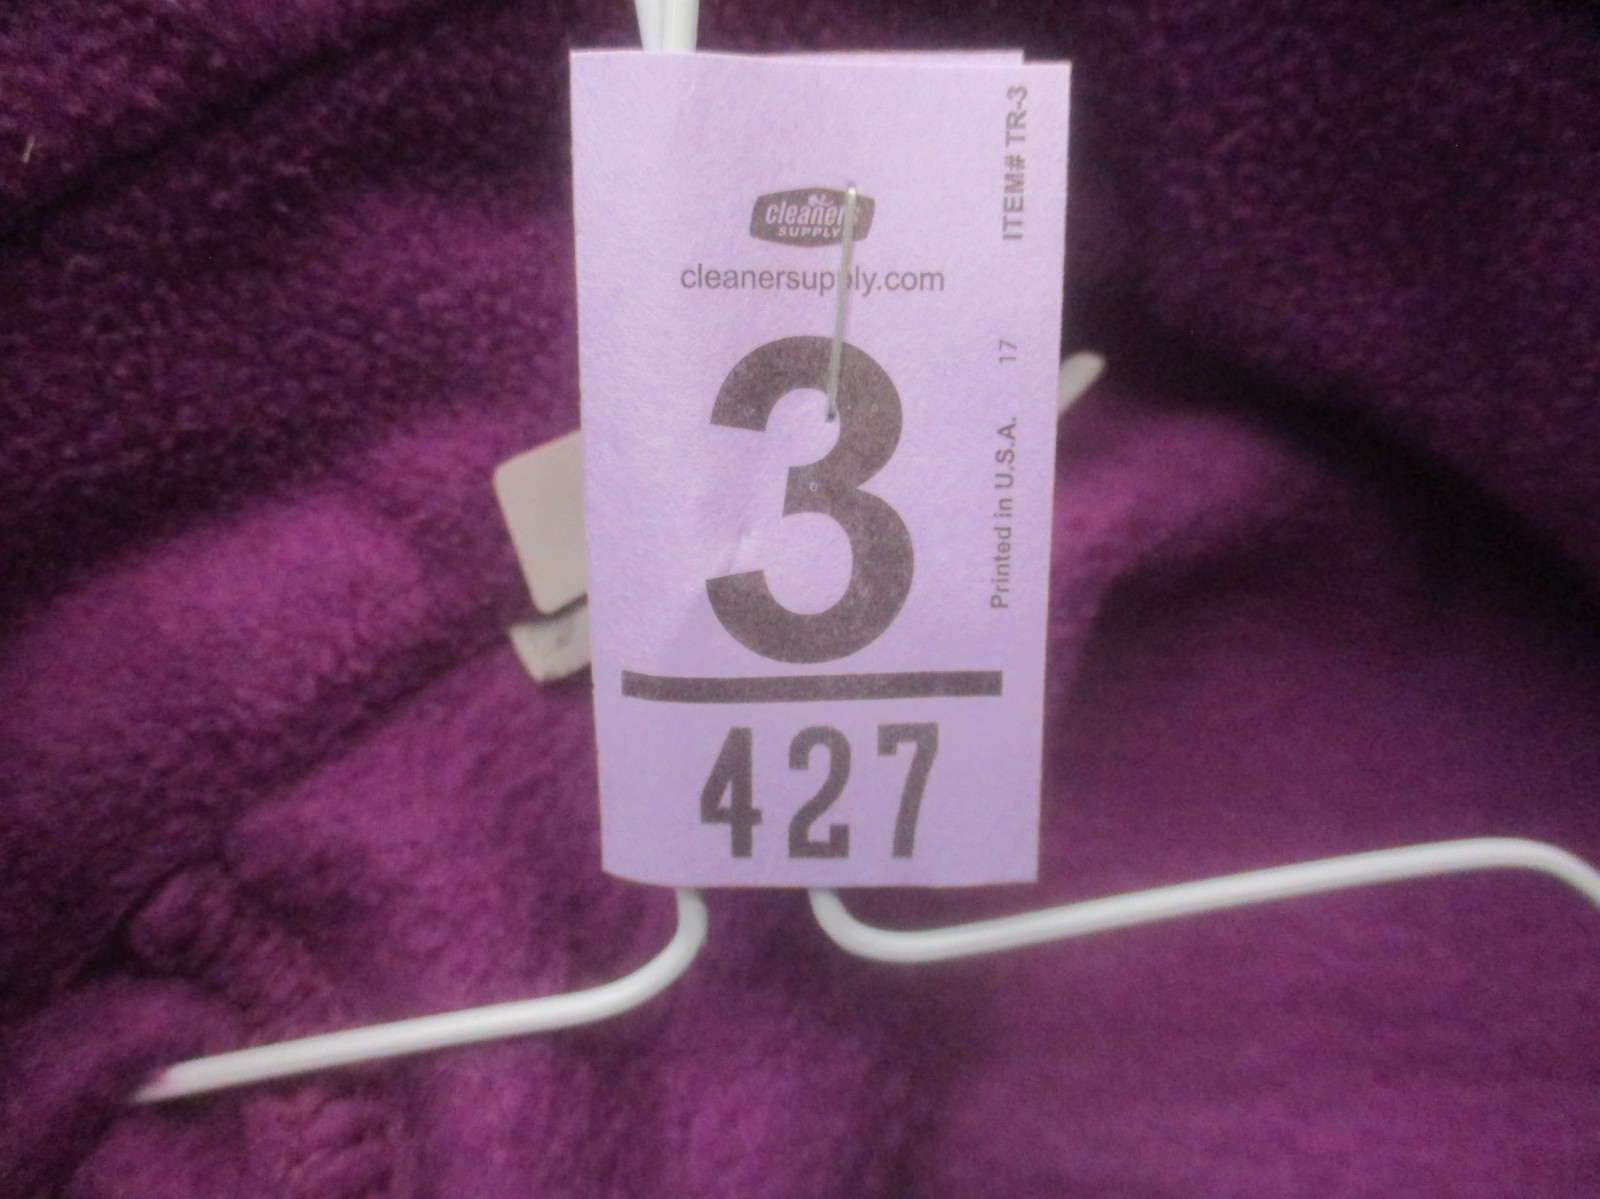 cleaners
SUPPLY
cleanersupply.com
3
427
ITEM# TR-3
17
Printed in U.S.A.